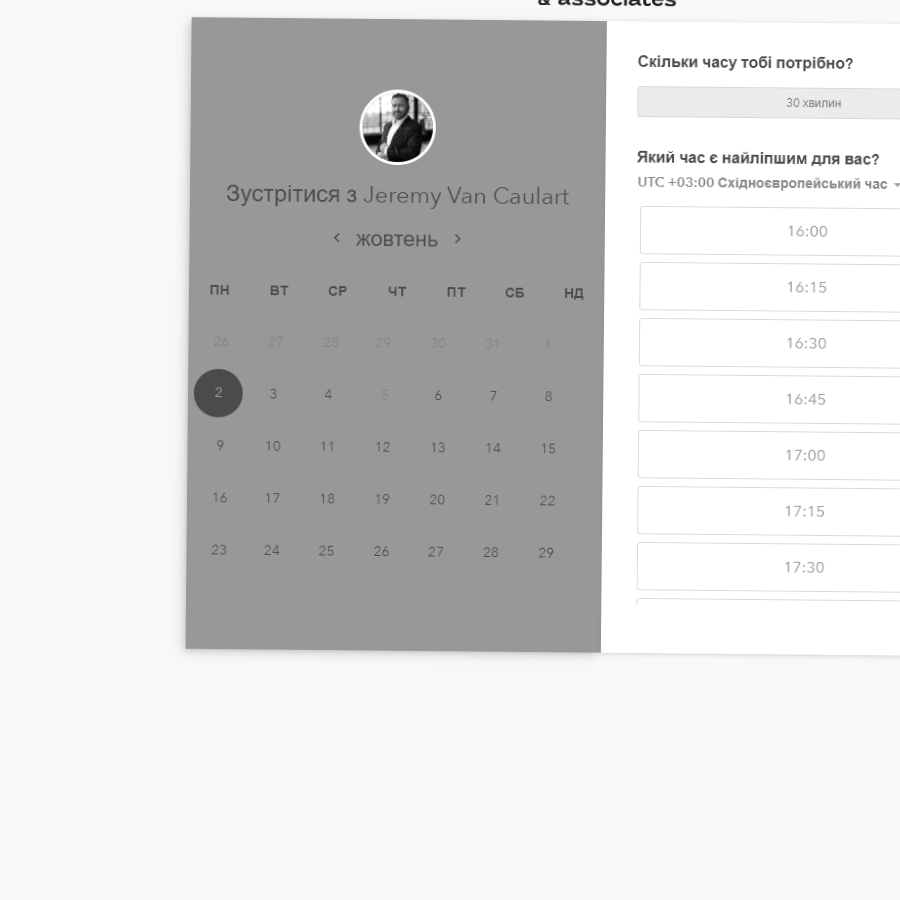 & associates
Зустрітися з Jeremy Van Caulart
жовтень
ПН ВТ СР ЧТ ПТ СБ НД
26 27 28 29 30 31 1
2 3 4 5 6 7 8
9 10 11 12 13 14 15
16 17 18 19 20 21 22
23 24 25 26 27 28 29
Скільки часу тобі потрібно?
30 хвилин
Який час є найліпшим для вас?
UTC +03:00 Східноєвропейський час
16:00
16:15
16:30
16:45
17:00
17:15
17:30